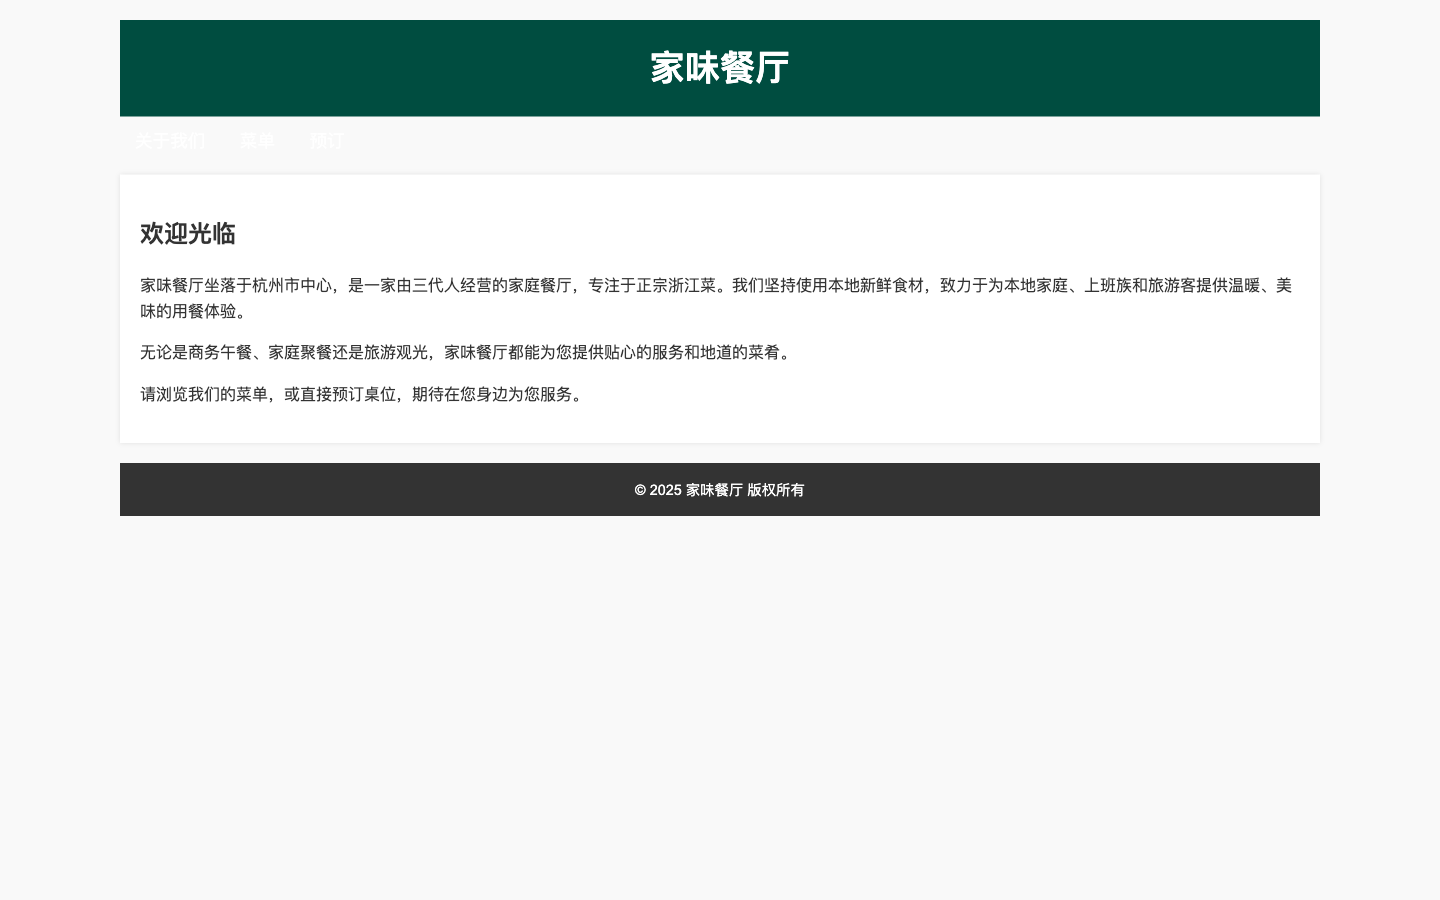 家味餐厅
关于我们 菜单 预订
欢迎光临
家味餐厅坐落于杭州市中心，是一家由三代人经营的家庭餐厅，专注于正宗浙江菜。我们坚持使用本地新鲜食材，致力于为本地家庭、上班族和旅游客提供温暖、美
味的用餐体验。
无论是商务午餐、家庭聚餐还是旅游观光，家味餐厅都能为您提供贴心的服务和地道的菜肴。
请浏览我们的菜单，或直接预订桌位，期待在您身边为您服务。
© 2025 家味餐厅 版权所有